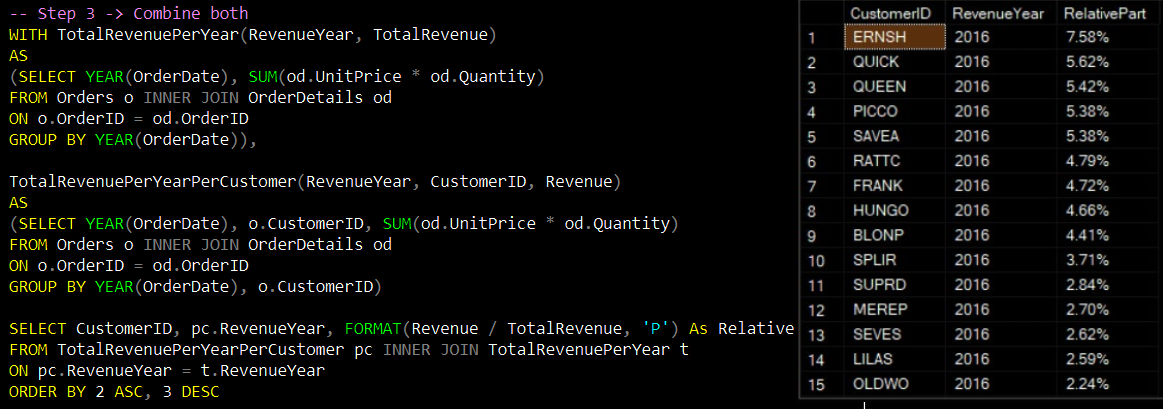 -- Step 3 -> Combine both
WITH TotalRevenuePerYear(RevenueYear, TotalRevenue)
AS
(SELECT YEAR(OrderDate), SUM(od.UnitPrice * od.Quantity)
FROM Orders o INNER JOIN OrderDetails od
ON o.OrderID = od.OrderID
GROUP BY YEAR(OrderDate)),
TotalRevenuePerYearPerCustomer(RevenueYear, CustomerID, Revenue)
AS
(SELECT YEAR(OrderDate), o.CustomerID, SUM(od.UnitPrice * od.Quantity)
FROM Orders o INNER JOIN OrderDetails od
ON o.OrderID = od.OrderID
GROUP BY YEAR(OrderDate), o.CustomerID)
SELECT CustomerID, pc.RevenueYear, FORMAT(Revenue / TotalRevenue, 'P') As Relative
FROM TotalRevenuePerYearPerCustomer pc INNER JOIN TotalRevenuePerYear t
ON pc.RevenueYear = t.RevenueYear
ORDER BY 2 ASC, 3 DESC
CustomerID RevenueYear RelativePart
1 ERNSH 2016 7.58%
2 QUICK 2016 5.62%
3 QUEEN 2016 5.42%
4 PICCO 2016 5.38%
5 SAVEA 2016 5.38%
6 RATTC 2016 4.79%
7 FRANK 2016 4.72%
8 HUNGO 2016 4.66%
9 BLONP 2016 4.41%
10 SPLIR 2016 3.71%
11 SUPRD 2016 2.84%
12 MEREP 2016 2.70%
13 SEVES 2016 2.62%
14 LILAS 2016 2.59%
15 OLDWO 2016 2.24%